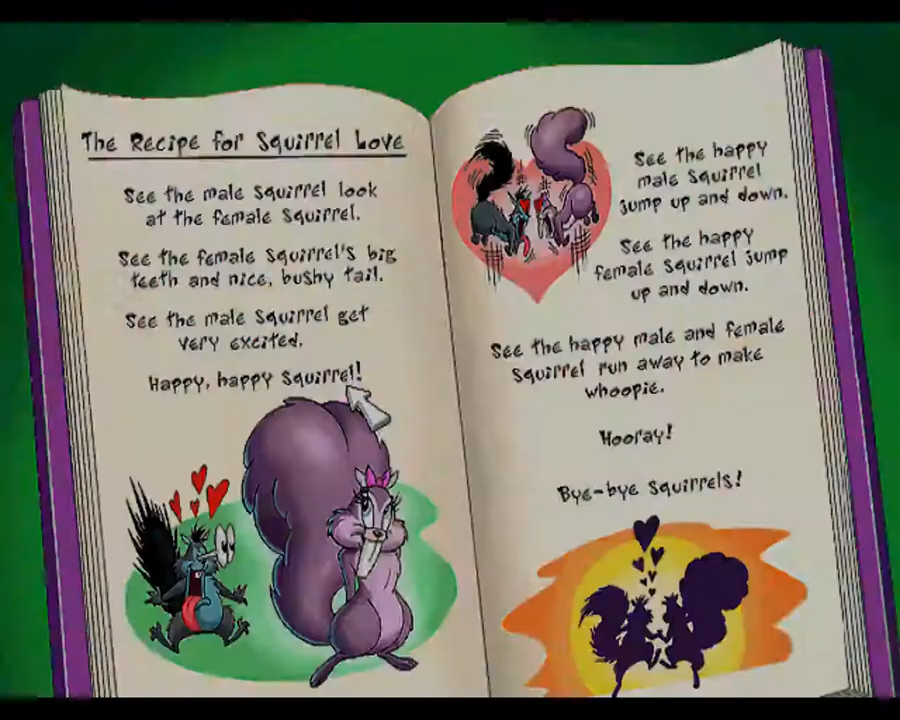 The Recipe for Squirrel Love
See the male Squirrel look
at the female Squirrel.
See the female Squirrel's big
teeth and nice, bushy tail.
See the male Squirrel get
very excited.
Happy, happy Squirrel!
See the happy
male Squirrel
jump up and down.
See the happy
female Squirrel jump
up and down.
See the happy male and female
Squirrel run away to make
whoopie.
Hooray!
Bye-bye Squirrels!